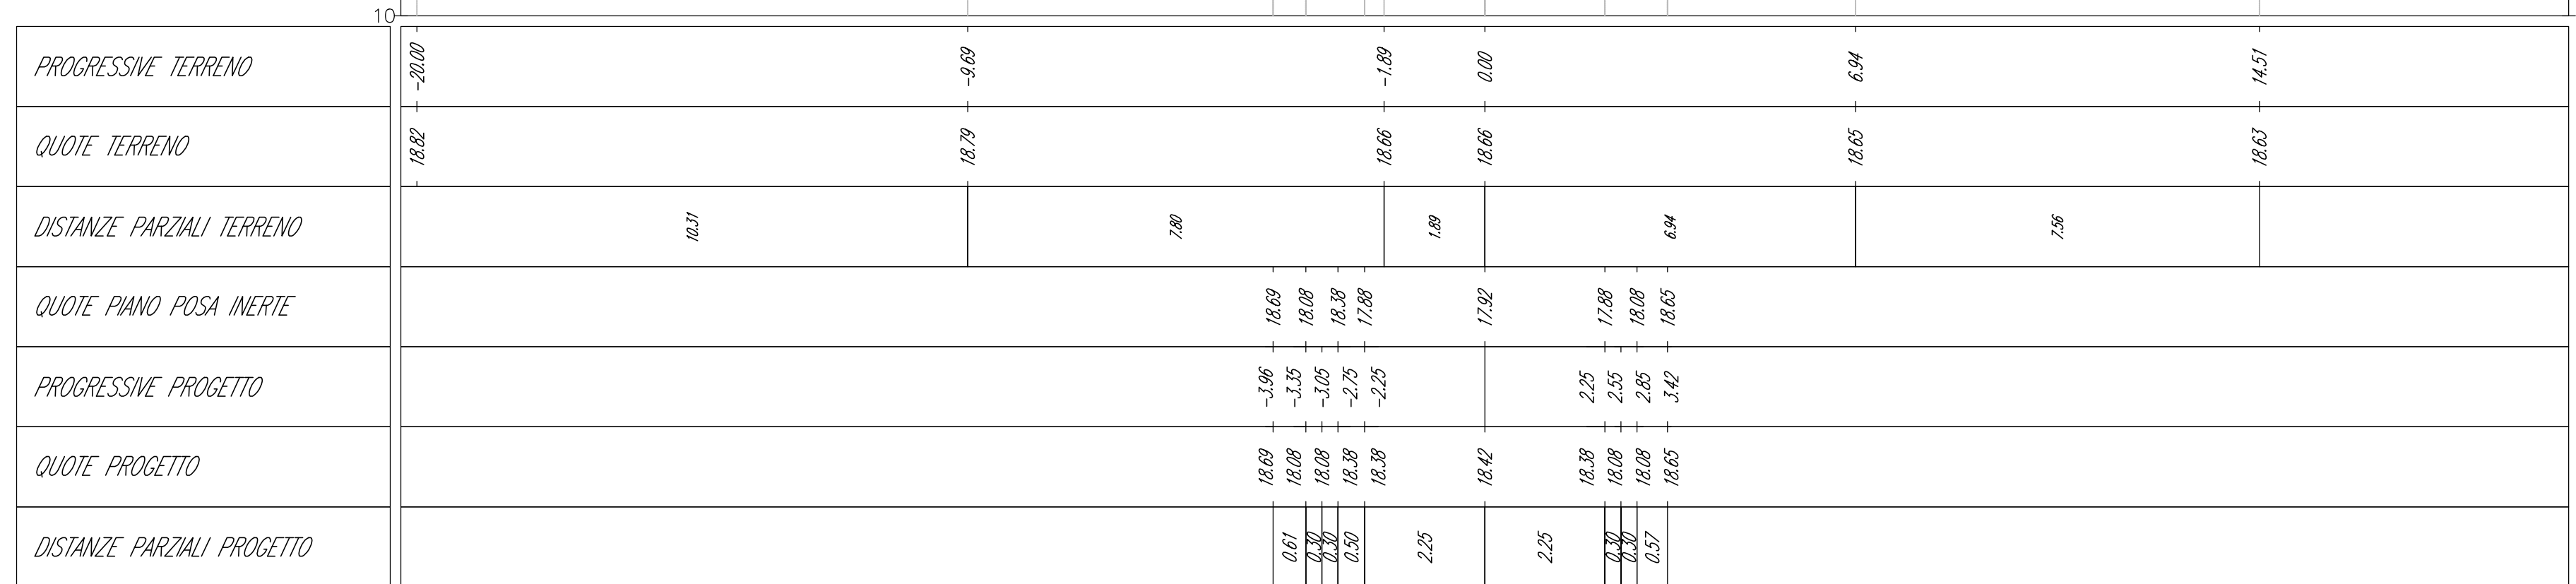 10
PROGRESSIVE TERRENO -20.00 -9.69 -1.89 0.00 6.94 14.51
QUOTE TERRENO 18.82 18.79 18.66 18.66 18.65 18.63
DISTANZE PARZIALI TERRENO 10.31 7.80 1.89 6.94 7.56
QUOTE PIANO POSA INERTE 18.69 18.08 18.38 17.88 17.92 17.88 18.08 18.65
PROGRESSIVE PROGETTO -3.96 -3.35 -3.05 -2.75 -2.25 2.25 2.55 2.85 3.42
QUOTE PROGETTO 18.69 18.08 18.08 18.38 18.38 18.42 18.38 18.08 18.08 18.65
DISTANZE PARZIALI PROGETTO 0.61 0.30 0.30 0.50 2.25 2.25 0.30 0.30 0.57